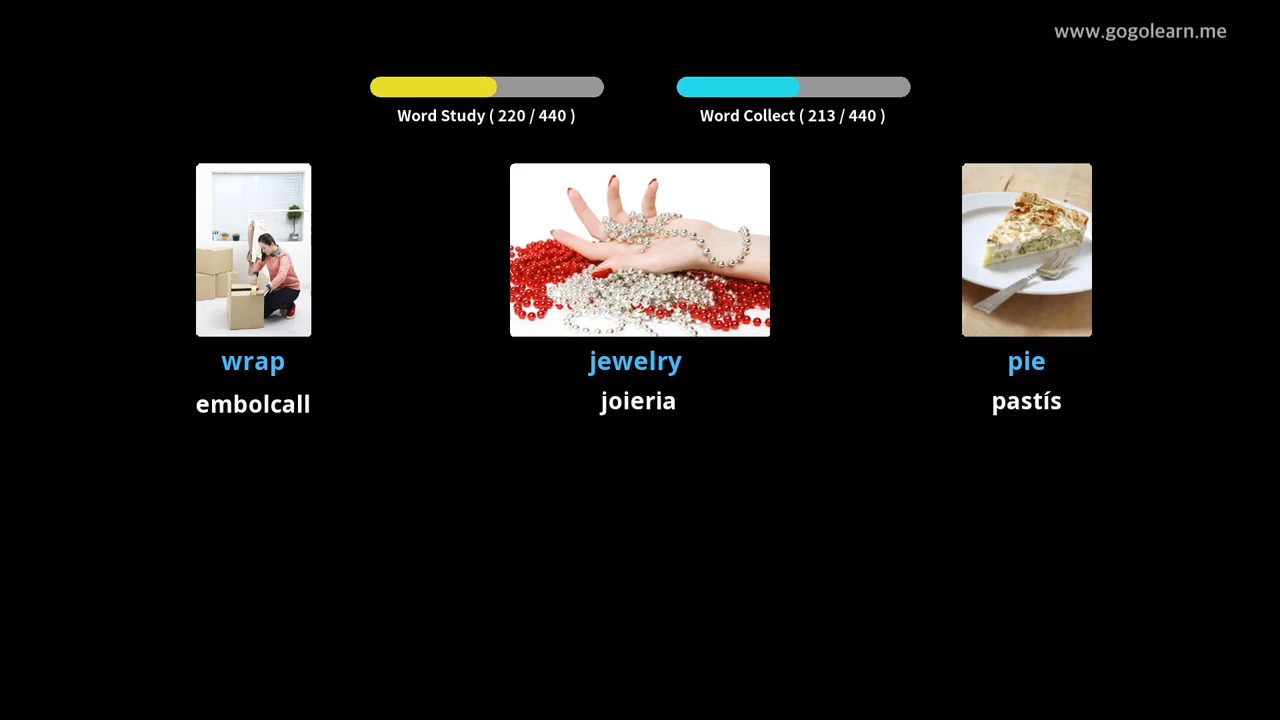 www.gogolearn.me
Word Study ( 220 / 440 )
Word Collect ( 213 / 440 )
wrap
jewelry
pie
embolcall
joieria
pastís